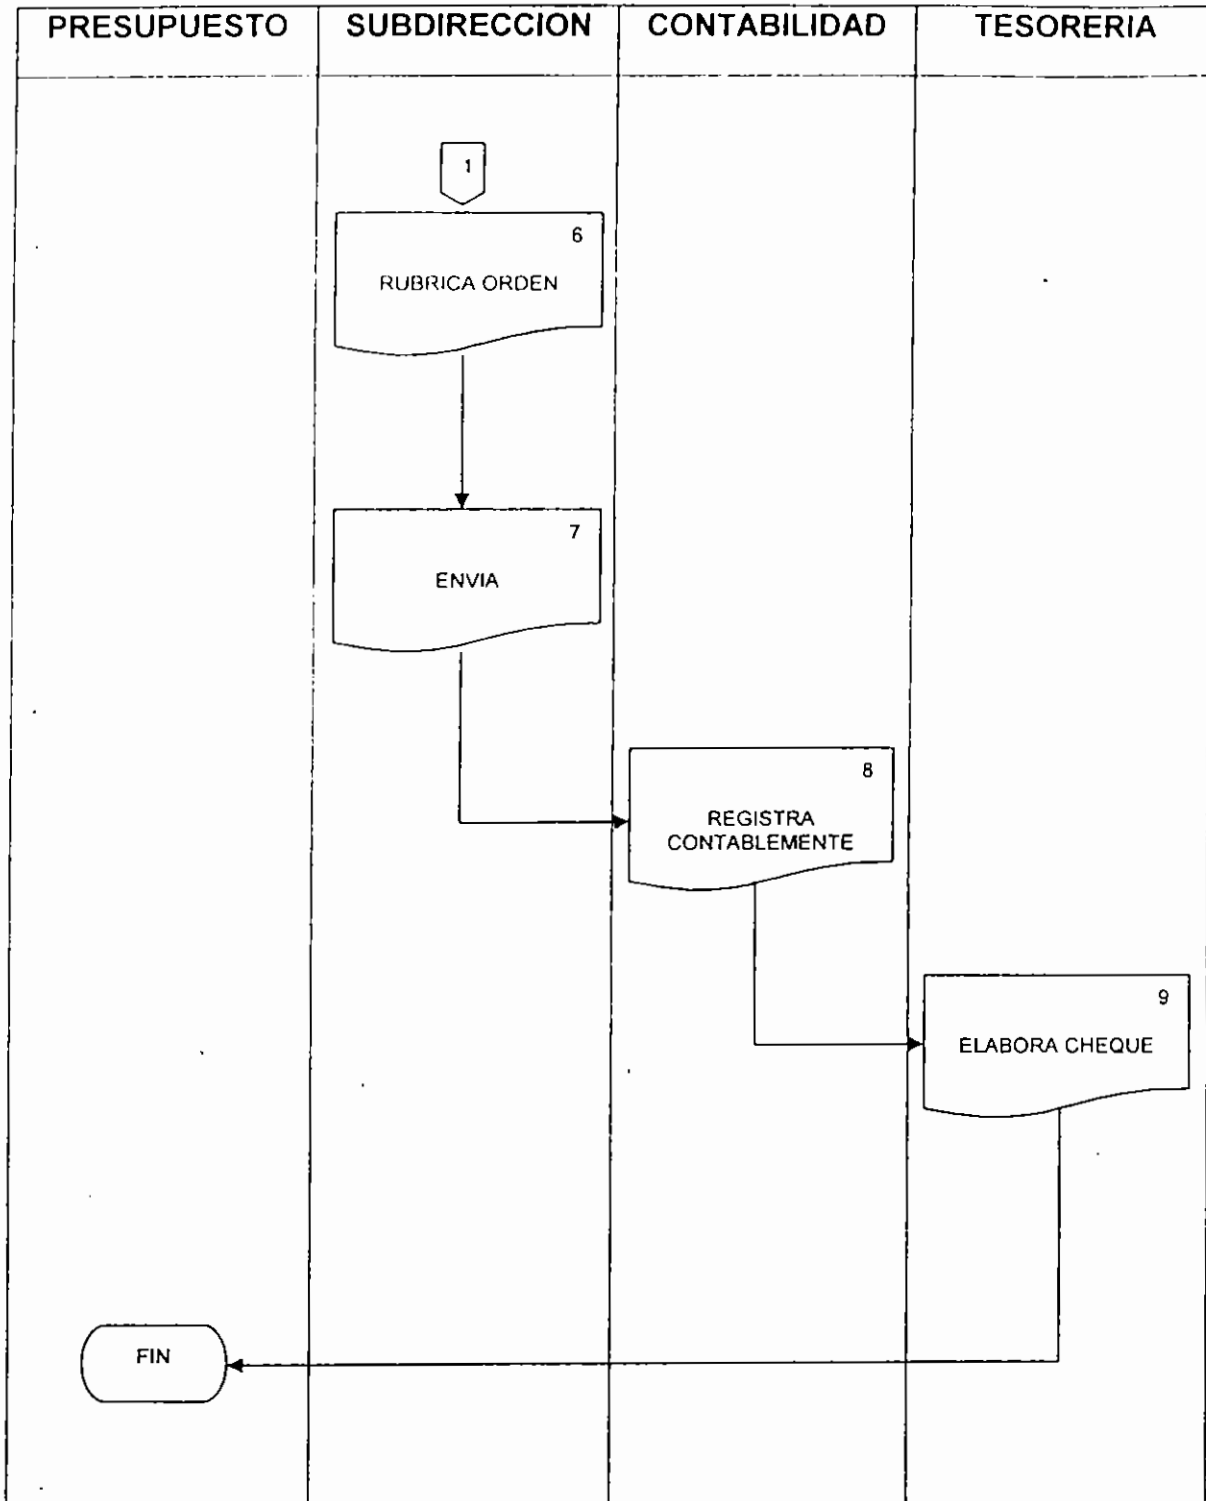 PRESUPUESTO
SUBDIRECCION
CONTABILIDAD
TESORERIA
1
6
RUBRICA ORDEN
7
ENVIA
8
REGISTRA
CONTABLEMENTE
9
ELABORA CHEQUE
FIN